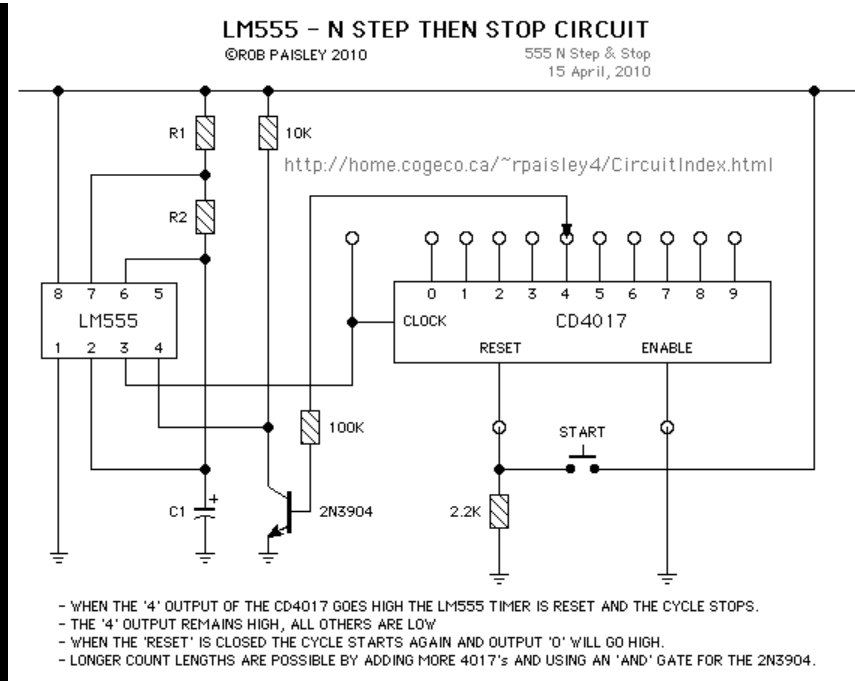 LM555 - N STEP THEN STOP CIRCUIT
©ROB PAISLEY 2010
555 N Step & Stop
15 April, 2010
R1
10K
http://home.cogeco.ca/~rpaisley4/CircuitIndex.html
R2
8 7 6 5
LM555
1 2 3 4
0 1 2 3 4 5 6 7 8 9
CLOCK
CD4017
RESET
ENABLE
100K
START
C1
+
2N3904
2.2K
- WHEN THE '4' OUTPUT OF THE CD4017 GOES HIGH THE LM555 TIMER IS RESET AND THE CYCLE STOPS.
- THE '4' OUTPUT REMAINS HIGH, ALL OTHERS ARE LOW
- WHEN THE 'RESET' IS CLOSED THE CYCLE STARTS AGAIN AND OUTPUT '0' WILL GO HIGH.
- LONGER COUNT LENGTHS ARE POSSIBLE BY ADDING MORE 4017's AND USING AN 'AND' GATE FOR THE 2N3904.